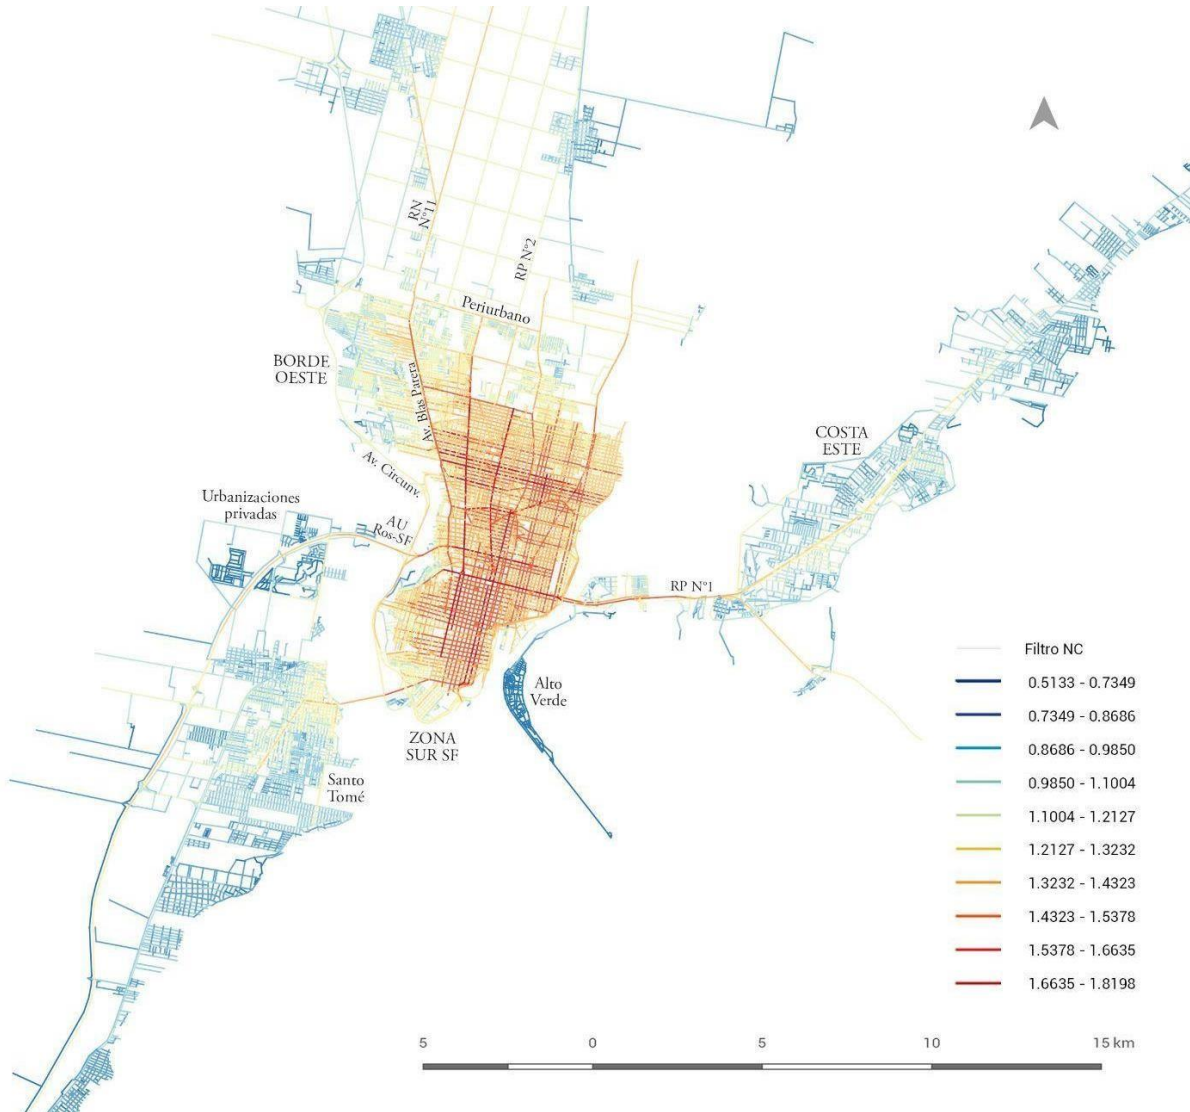 RN
N°11
RP N°2
Periurbano
BORDE
OESTE
Av. Blas Parera
Av. Circunv.
COSTA
ESTE
Urbanizaciones
privadas
AU
Ros-SF
RP N°1
Alto
Verde
ZONA
SUR SF
Santo
Tomé
Filtro NC
0.5133 - 0.7349
0.7349 - 0.8686
0.8686 - 0.9850
0.9850 - 1.1004
1.1004 - 1.2127
1.2127 - 1.3232
1.3232 - 1.4323
1.4323 - 1.5378
1.5378 - 1.6635
1.6635 - 1.8198
5 0 5 10 15 km